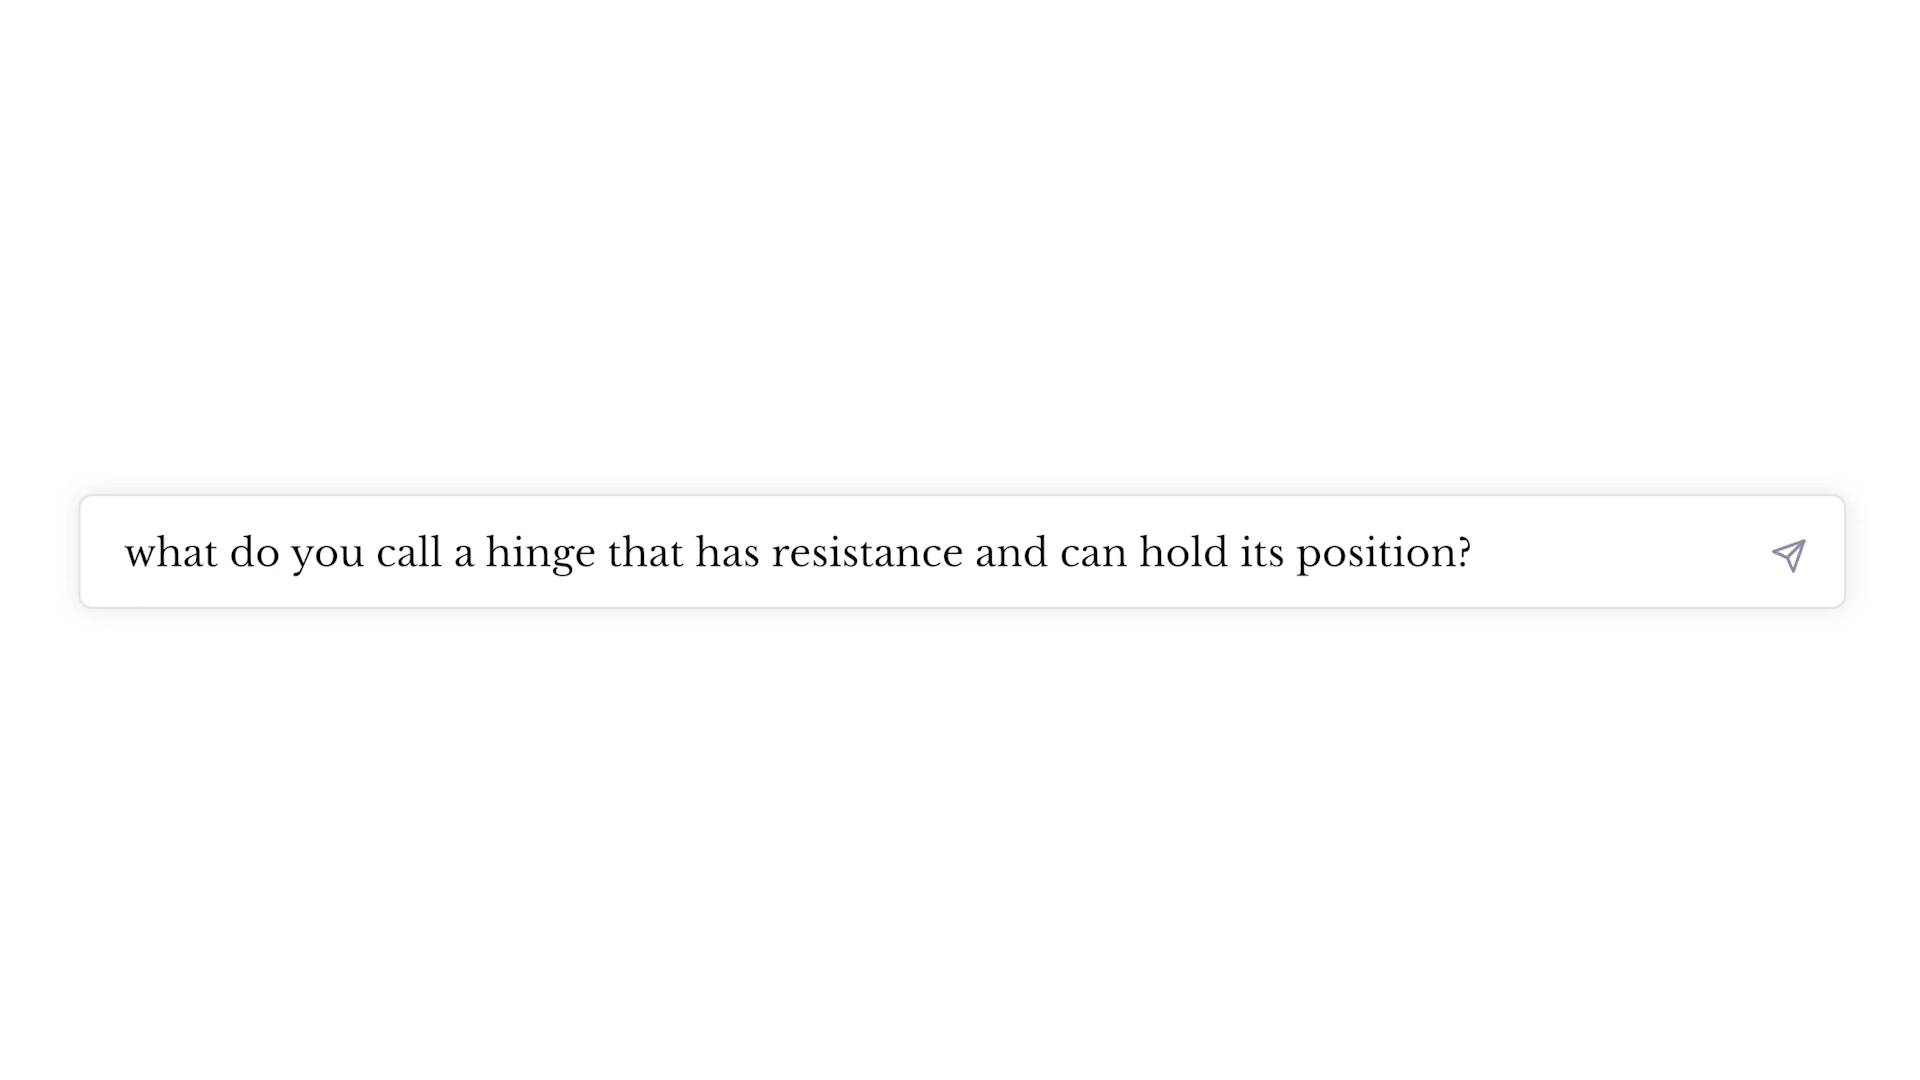 what do you call a hinge that has resistance and can hold its position?